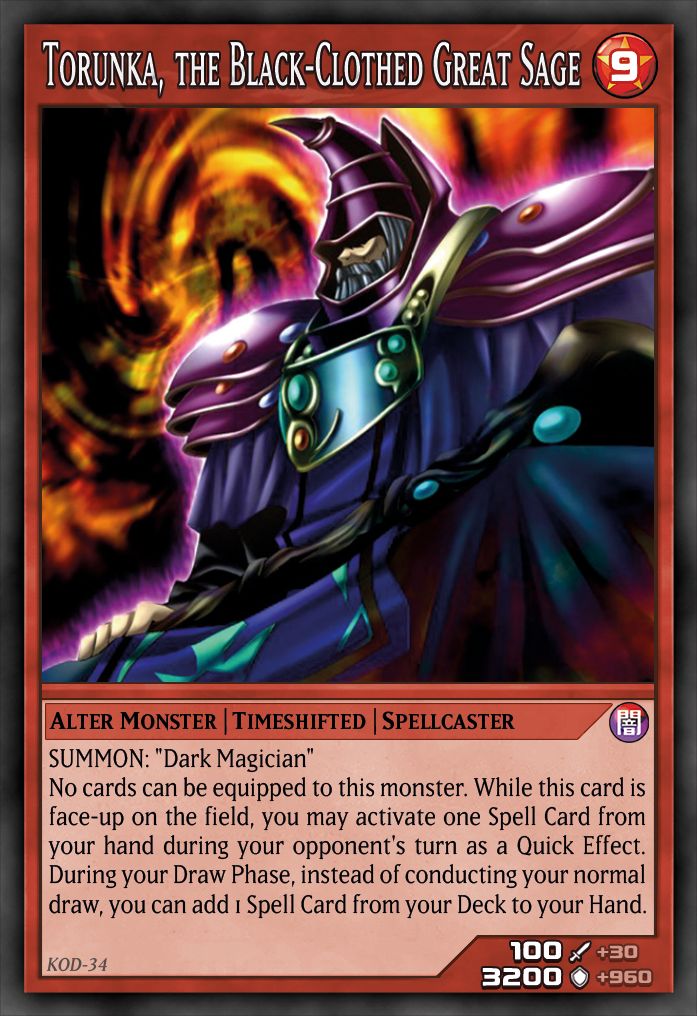 Torunka, the Black-Clothed Great Sage
9
Alter Monster | Timeshifted | Spellcaster
闇
SUMMON: "Dark Magician"
No cards can be equipped to this monster. While this card is
face-up on the field, you may activate one Spell Card from
your hand during your opponent's turn as a Quick Effect.
During your Draw Phase, instead of conducting your normal
draw, you can add 1 Spell Card from your Deck to your Hand.
100 +30
KOD-34
3200 +960